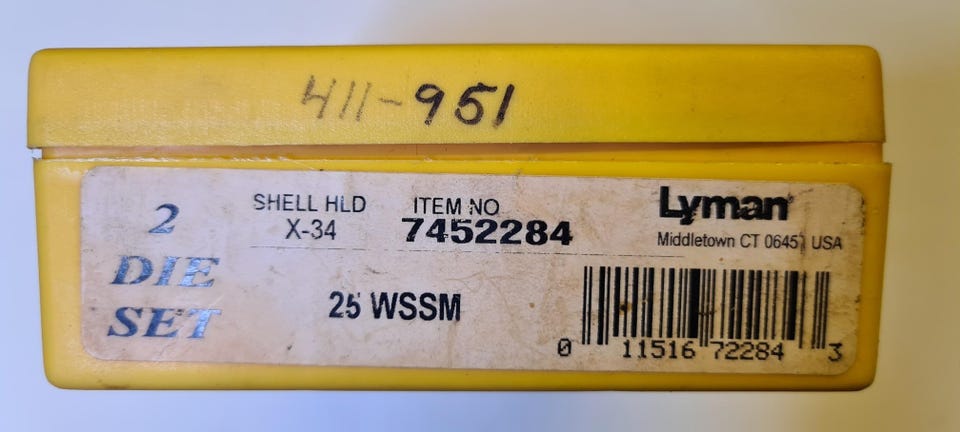 411-951
2
DIE
SET
SHELL HLD
X-34
ITEM NO
7452284
Lyman
Middletown CT 06457 USA
25 WSSM
0 11516 72284 3